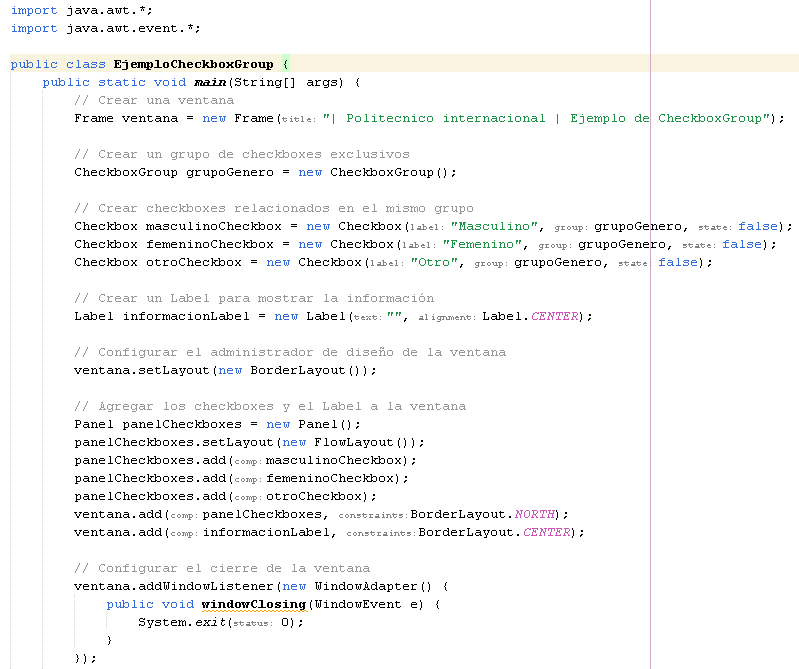 import java.awt.*;
import java.awt.event.*;
public class EjemploCheckboxGroup {
public static void main(String[] args) {
// Crear una ventana
Frame ventana = new Frame(title: "| Politecnico internacional | Ejemplo de CheckboxGroup");
// Crear un grupo de checkboxes exclusivos
CheckboxGroup grupoGenero = new CheckboxGroup();
// Crear checkboxes relacionados en el mismo grupo
Checkbox masculinoCheckbox = new Checkbox(label: "Masculino", group: grupoGenero, state: false);
Checkbox femeninoCheckbox = new Checkbox(label: "Femenino", group: grupoGenero, state: false);
Checkbox otroCheckbox = new Checkbox(label: "Otro", group: grupoGenero, state: false);
// Crear un Label para mostrar la información
Label informacionLabel = new Label(text: "", alignment: Label.CENTER);
// Configurar el administrador de diseño de la ventana
ventana.setLayout(new BorderLayout());
// Agregar los checkboxes y el Label a la ventana
Panel panelCheckboxes = new Panel();
panelCheckboxes.setLayout(new FlowLayout());
panelCheckboxes.add(comp: masculinoCheckbox);
panelCheckboxes.add(comp: femeninoCheckbox);
panelCheckboxes.add(comp: otroCheckbox);
ventana.add(comp: panelCheckboxes, constraints: BorderLayout.NORTH);
ventana.add(comp: informacionLabel, constraints: BorderLayout.CENTER);
// Configurar el cierre de la ventana
ventana.addWindowListener(new WindowAdapter() {
public void windowClosing(WindowEvent e) {
System.exit(status: 0);
}
});